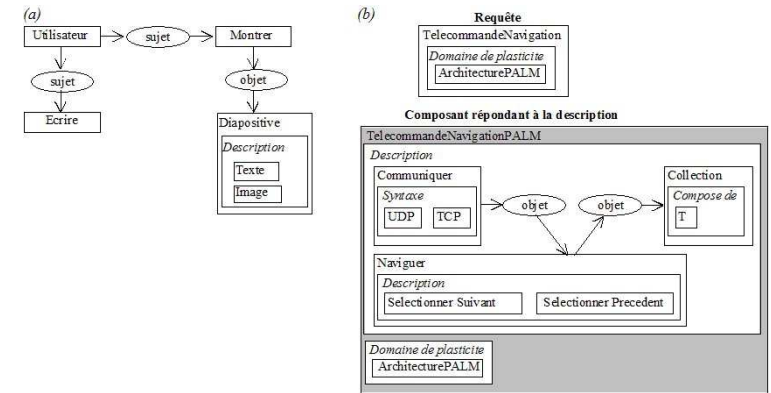 (a)
Utilisateur
sujet
Montrer
sujet
objet
Ecrire
Diapositive
Description
Texte
Image
(b)
Requête
TelecommandeNavigation
Domaine de plasticite
ArchitecturePALM
Composant répondant à la description
TelecommandeNavigationPALM
Description
Communiquer
Syntaxe
UDP TCP
objet
objet
Collection
Compose de
T
Naviguer
Description
Selectionner Suivant
Selectionner Precedent
Domaine de plasticite
ArchitecturePALM